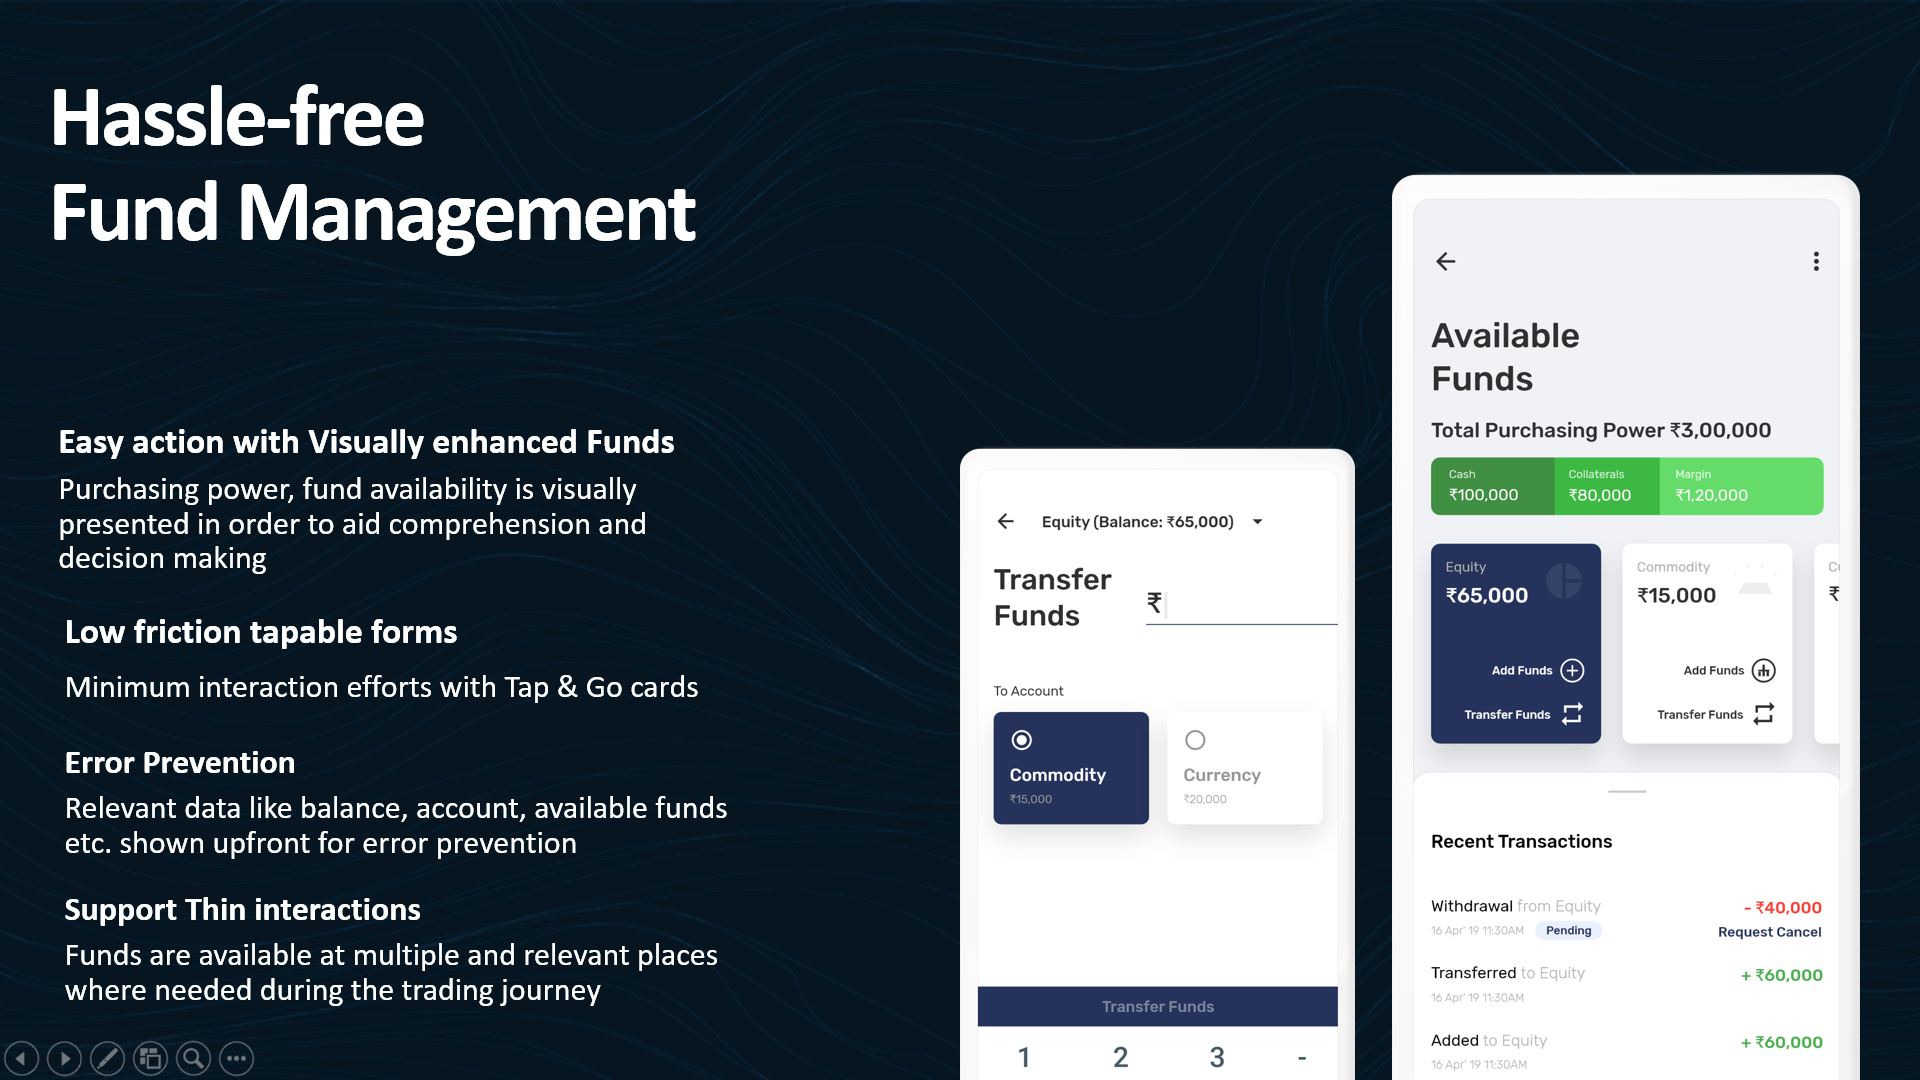 Hassle-free
Fund Management
Easy action with Visually enhanced Funds
Purchasing power, fund availability is visually
presented in order to aid comprehension and
decision making
Low friction tapable forms
Minimum interaction efforts with Tap & Go cards
Error Prevention
Relevant data like balance, account, available funds
etc. shown upfront for error prevention
Support Thin interactions
Funds are available at multiple and relevant places
where needed during the trading journey
Equity (Balance: ₹65,000)
Transfer
Funds
₹
To Account
Commodity
₹15,000
Currency
₹20,000
Transfer Funds
1 2 3 -
Available
Funds
Total Purchasing Power ₹3,00,000
Cash
₹100,000
Collaterals
₹80,000
Margin
₹1,20,000
Equity
₹65,000
Add Funds
Transfer Funds
Commodity
₹15,000
Add Funds
Transfer Funds
₹
Recent Transactions
Withdrawal from Equity - ₹40,000
16 Apr' 19 11:30AM Pending Request Cancel
Transferred to Equity + ₹60,000
16 Apr' 19 11:30AM
Added to Equity + ₹60,000
16 Apr' 19 11:30AM